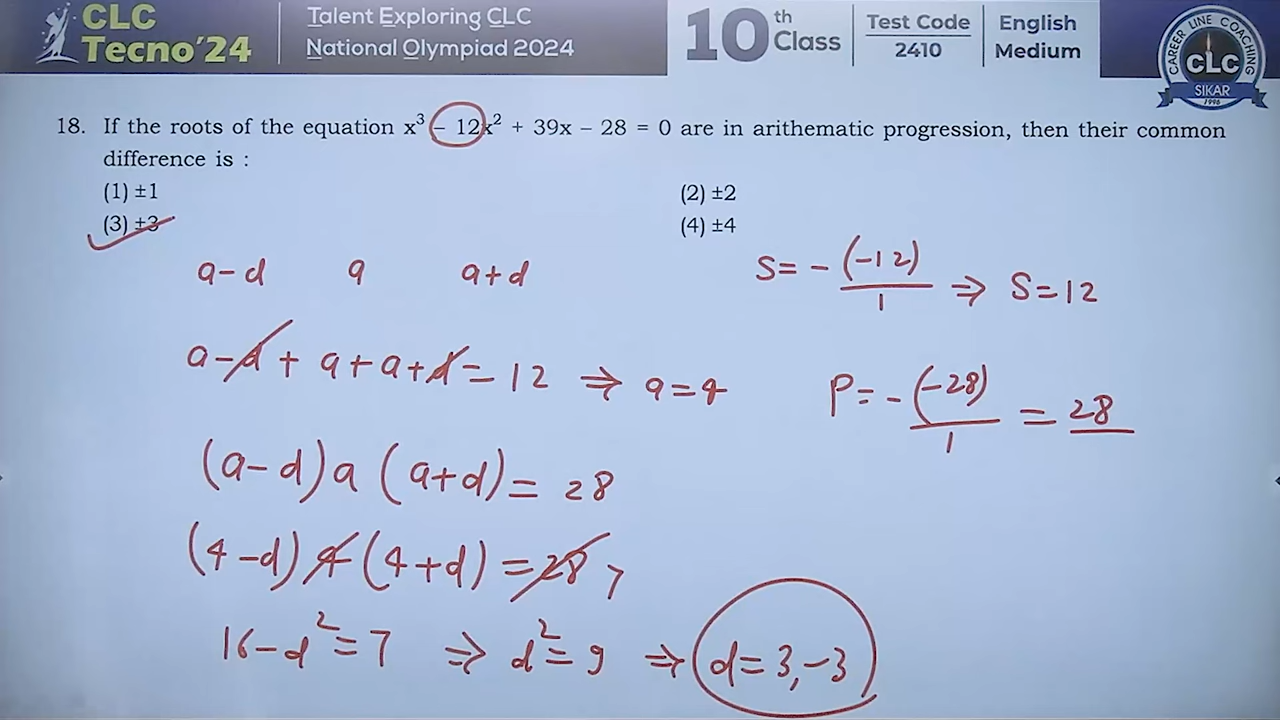 CLC
Tecno'24
Talent Exploring CLC
National Olympiad 2024
10th
Class
Test Code
2410
English
Medium
CAREER LINE COACHING
CLC
SIKAR
1996
18. If the roots of the equation x³ – 12x² + 39x – 28 = 0 are in arithematic progression, then their common
difference is :
(1) ±1
(2) ±2
(3) ±3
(4) ±4
a-d a a+d
S= -(-12)/1 ⇒ S=12
a-d + a+a+d = 12 ⇒ a=4
P= -(-28)/1 = 28
(a-d) a (a+d) = 28
(4-d) 4 (4+d) = 28 7
16-d² = 7 ⇒ d² = 9 ⇒ d= 3,-3